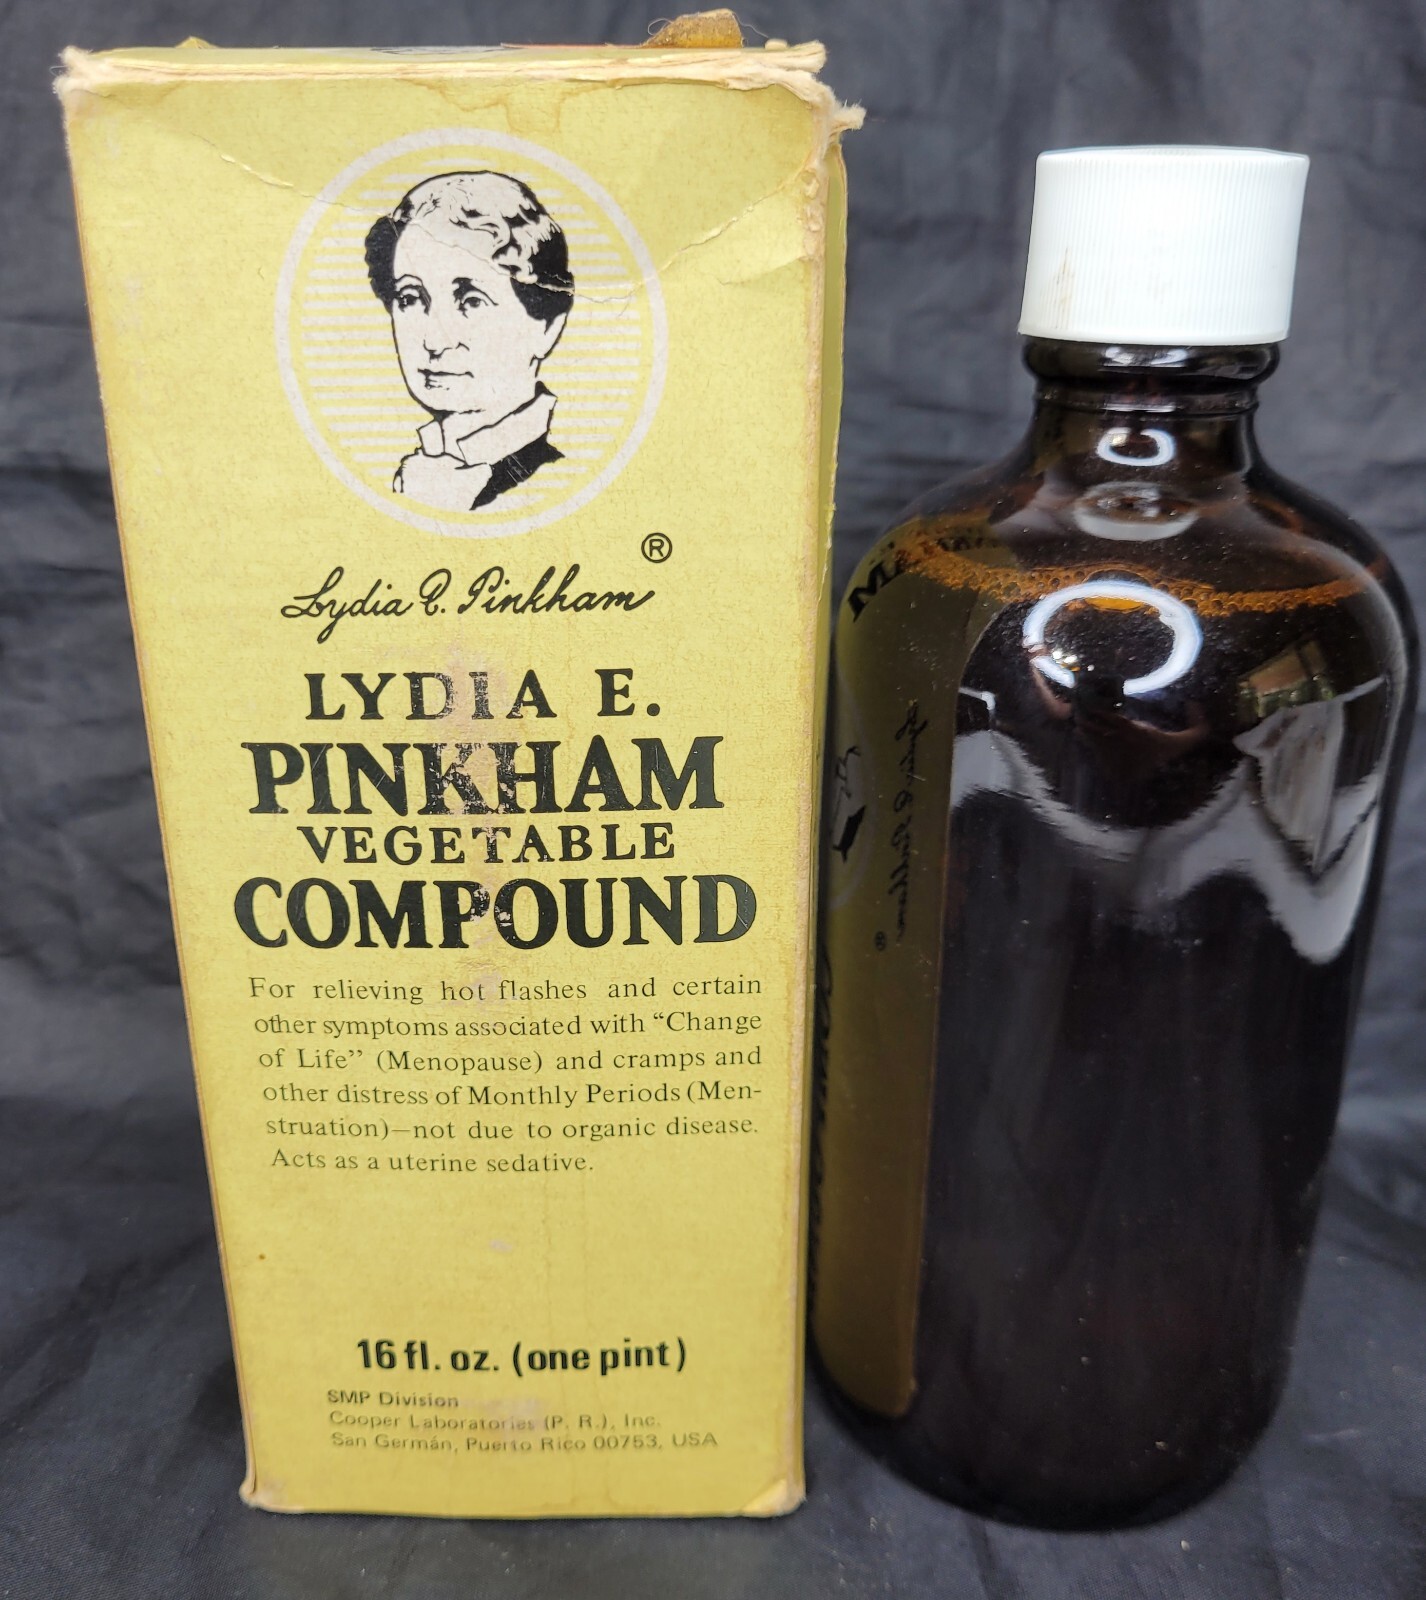 ®
Lydia E. Pinkham
LYDIA E.
PINKHAM
VEGETABLE
COMPOUND
For relieving hot flashes and certain
other symptoms associated with “Change
of Life” (Menopause) and cramps and
other distress of Monthly Periods (Men-
struation)—not due to organic disease.
Acts as a uterine sedative.
16 fl. oz. (one pint)
SMP Division
Cooper Laboratories (P. R.), Inc.
San Germán, Puerto Rico 00753, USA
Lydia E. Pinkham
®